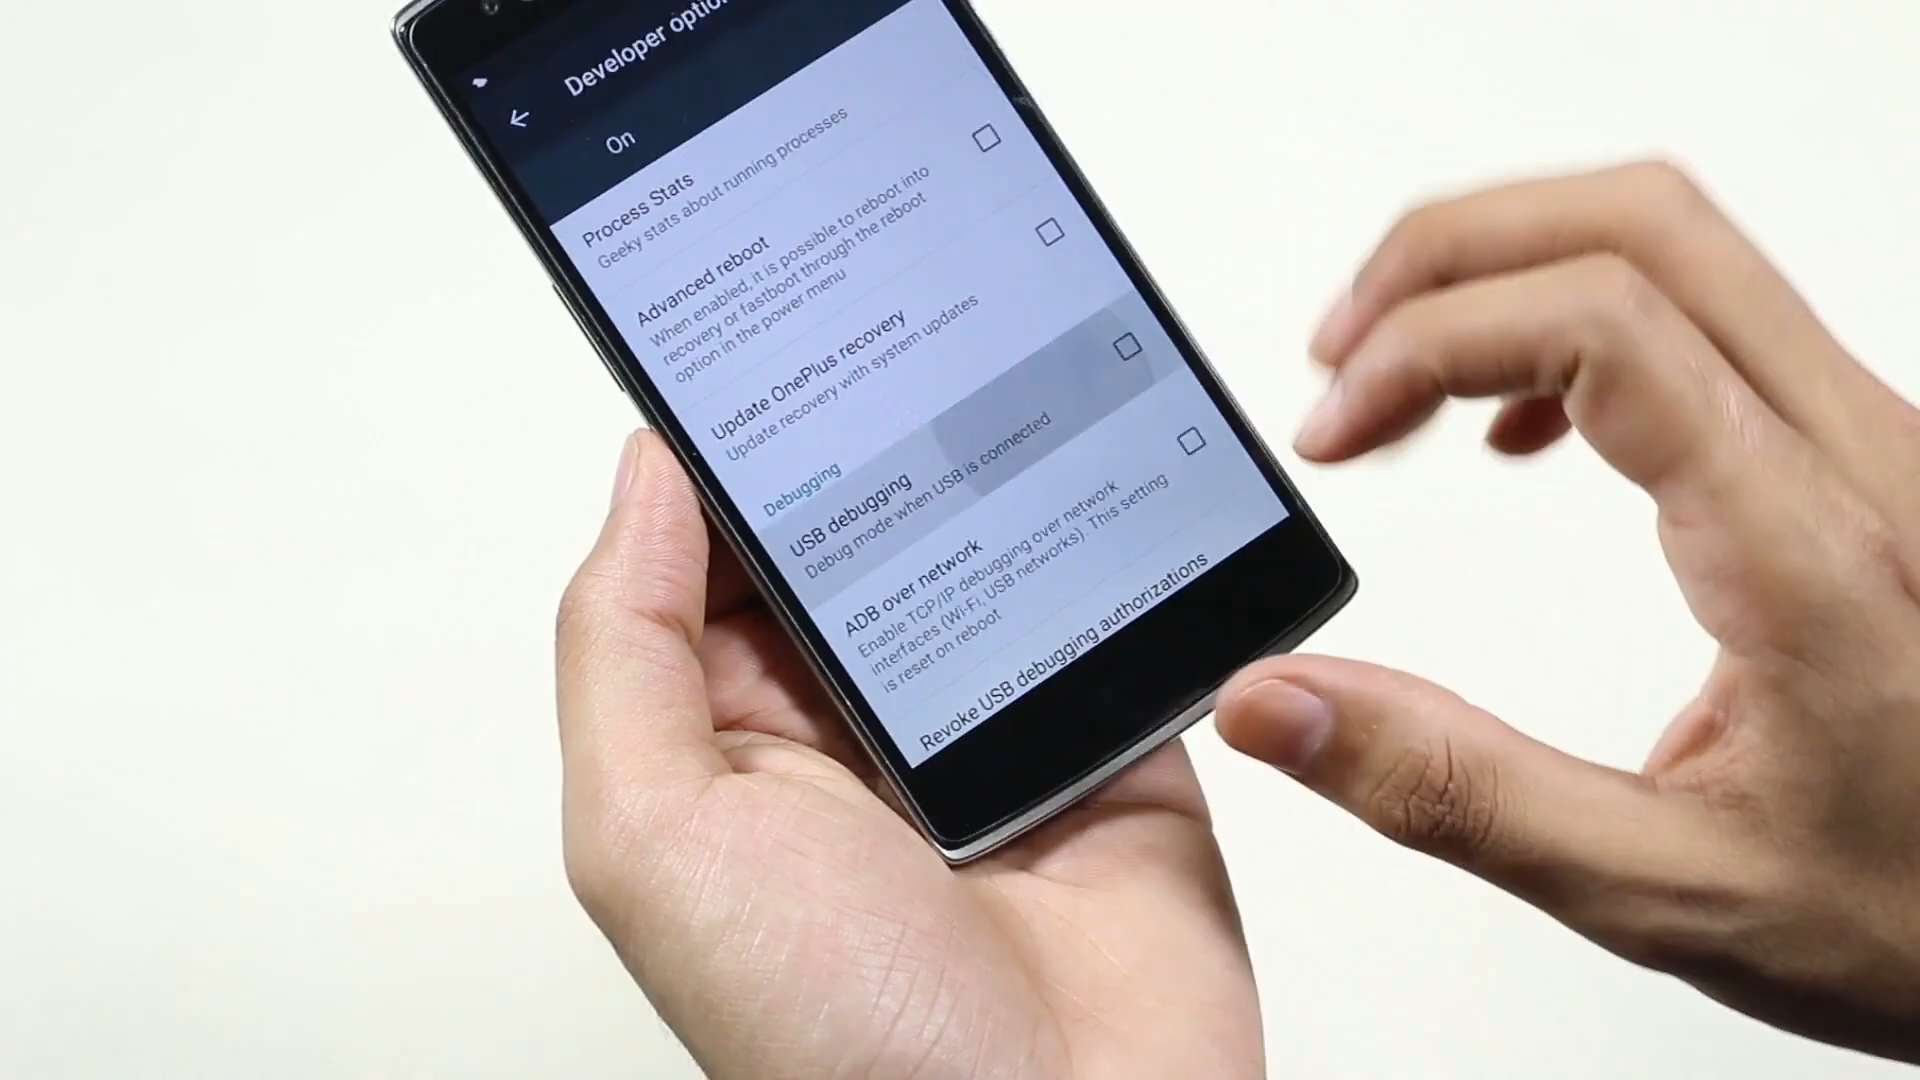 Developer
On
Process Stats
Geeky stats about running processes
Advanced reboot
When enabled, it is possible to reboot into
recovery or fastboot through the reboot
option in the power menu
Update OnePlus recovery
Update recovery with system updates
Debugging
USB debugging
Debug mode when USB is connected
ADB over network
Enable TCP/IP debugging over network
interfaces (Wi-Fi, USB networks). This setting
is reset on reboot
Revoke USB debugging authorizations